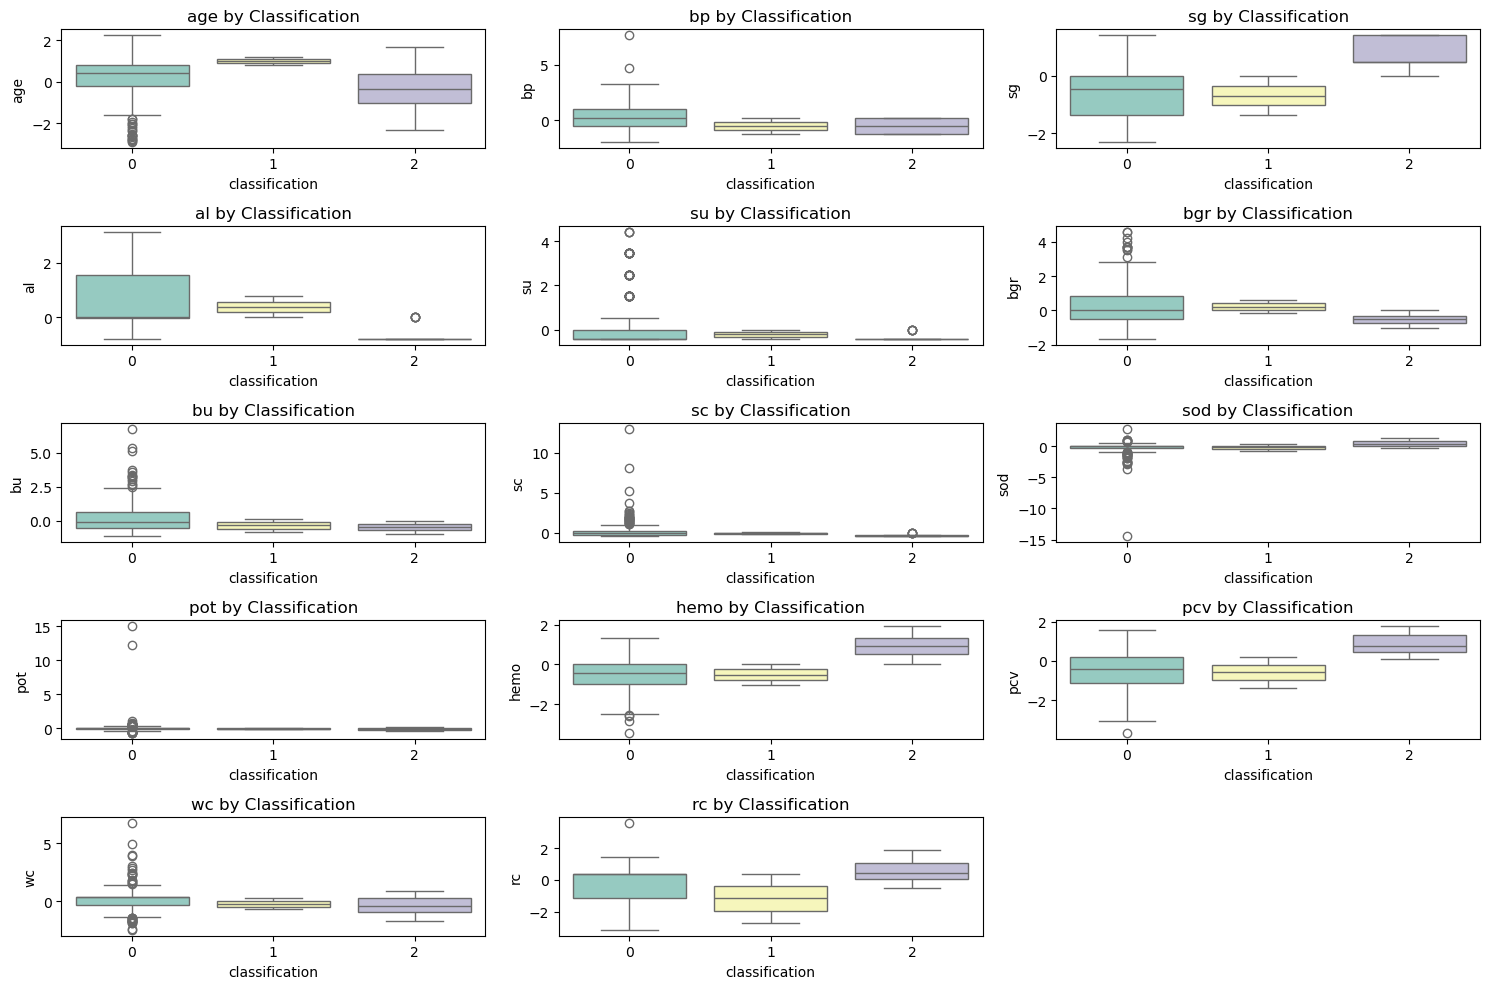 age by Classification
2
0
−2
age
0 1 2
classification
bp by Classification
5
0
bp
0 1 2
classification
sg by Classification
0
−2
sg
0 1 2
classification
al by Classification
2
0
al
0 1 2
classification
su by Classification
4
2
0
su
0 1 2
classification
bgr by Classification
4
2
0
−2
bgr
0 1 2
classification
bu by Classification
5.0
2.5
0.0
bu
0 1 2
classification
sc by Classification
10
5
0
sc
0 1 2
classification
sod by Classification
0
−5
−10
−15
sod
0 1 2
classification
pot by Classification
15
10
5
0
pot
0 1 2
classification
hemo by Classification
2
0
−2
hemo
0 1 2
classification
pcv by Classification
2
0
−2
pcv
0 1 2
classification
wc by Classification
5
0
wc
0 1 2
classification
rc by Classification
2
0
−2
rc
0 1 2
classification